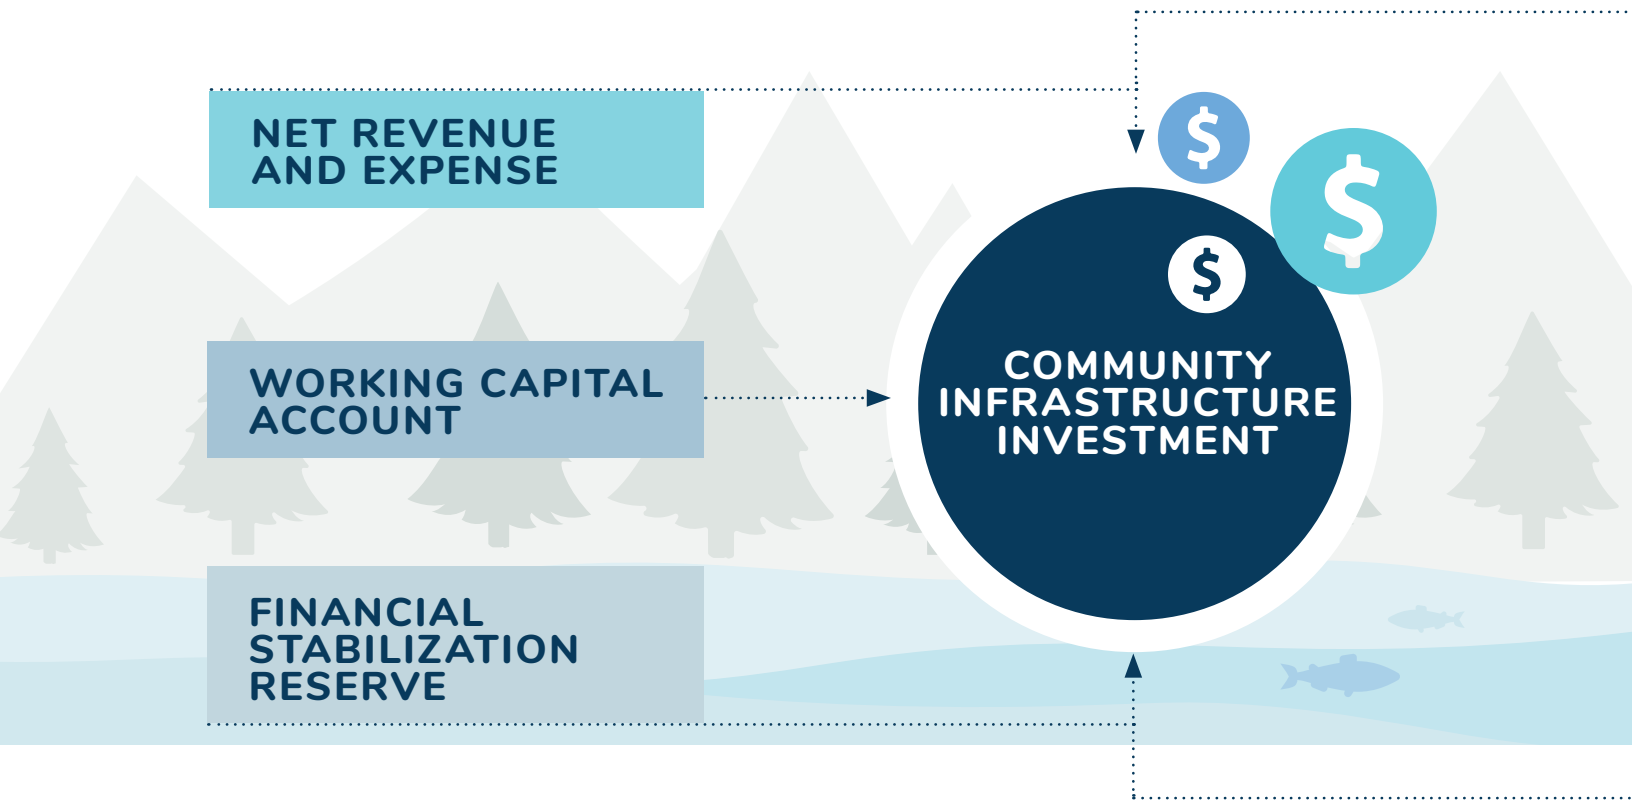 NET REVENUE
AND EXPENSE
WORKING CAPITAL
ACCOUNT
FINANCIAL
STABILIZATION
RESERVE
$
$
$
COMMUNITY
INFRASTRUCTURE
INVESTMENT